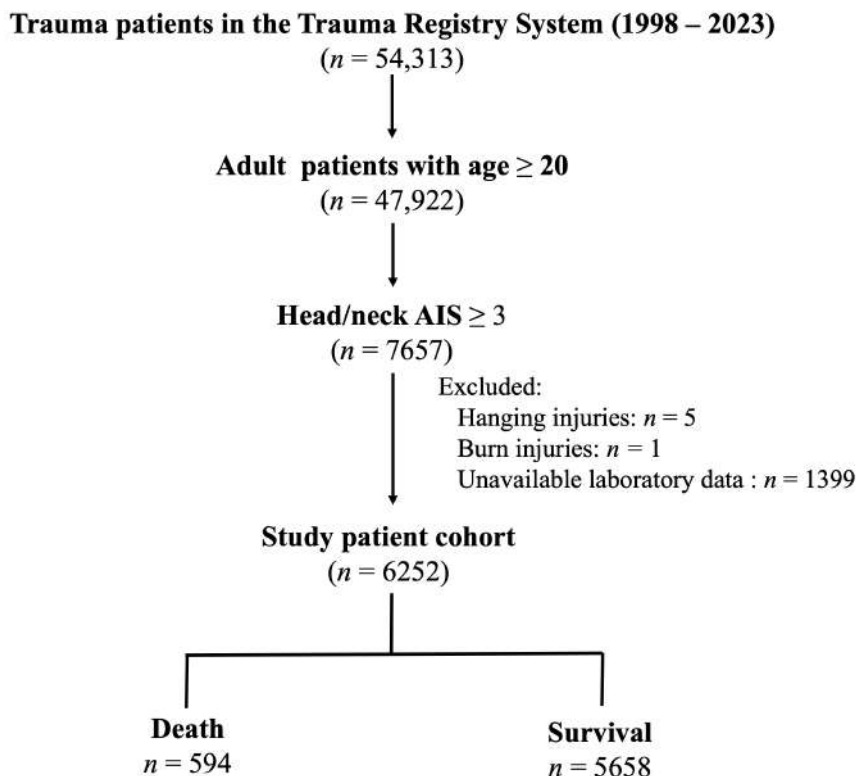 Trauma patients in the Trauma Registry System (1998 – 2023)
(n = 54,313)
Adult patients with age ≥ 20
(n = 47,922)
Head/neck AIS ≥ 3
(n = 7657)
Excluded:
Hanging injuries: n = 5
Burn injuries: n = 1
Unavailable laboratory data : n = 1399
Study patient cohort
(n = 6252)
Death
n = 594
Survival
n = 5658